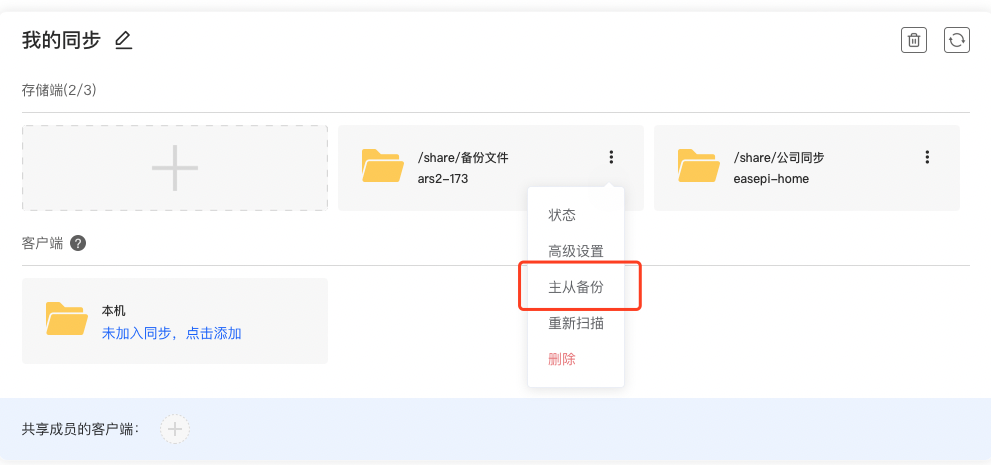 我的同步
存储端(2/3)
/share/备份文件
ars2-173
/share/公司同步
easepi-home
状态
高级设置
主从备份
重新扫描
删除
客户端 ?
本机
未加入同步，点击添加
共享成员的客户端：